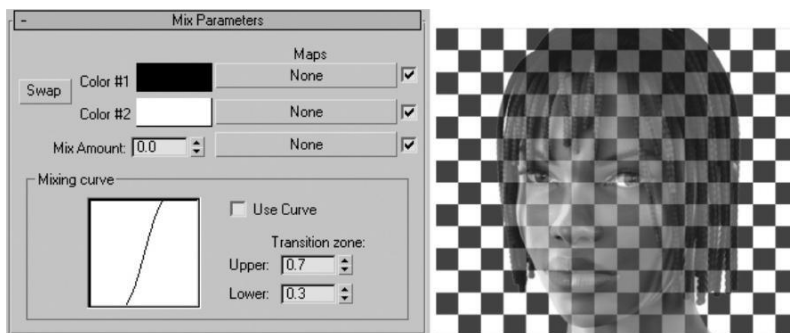 - Mix Parameters
Maps
Swap Color #1 None
Color #2 None
Mix Amount: 0.0 None
Mixing curve
Use Curve
Transition zone:
Upper: 0.7
Lower: 0.3